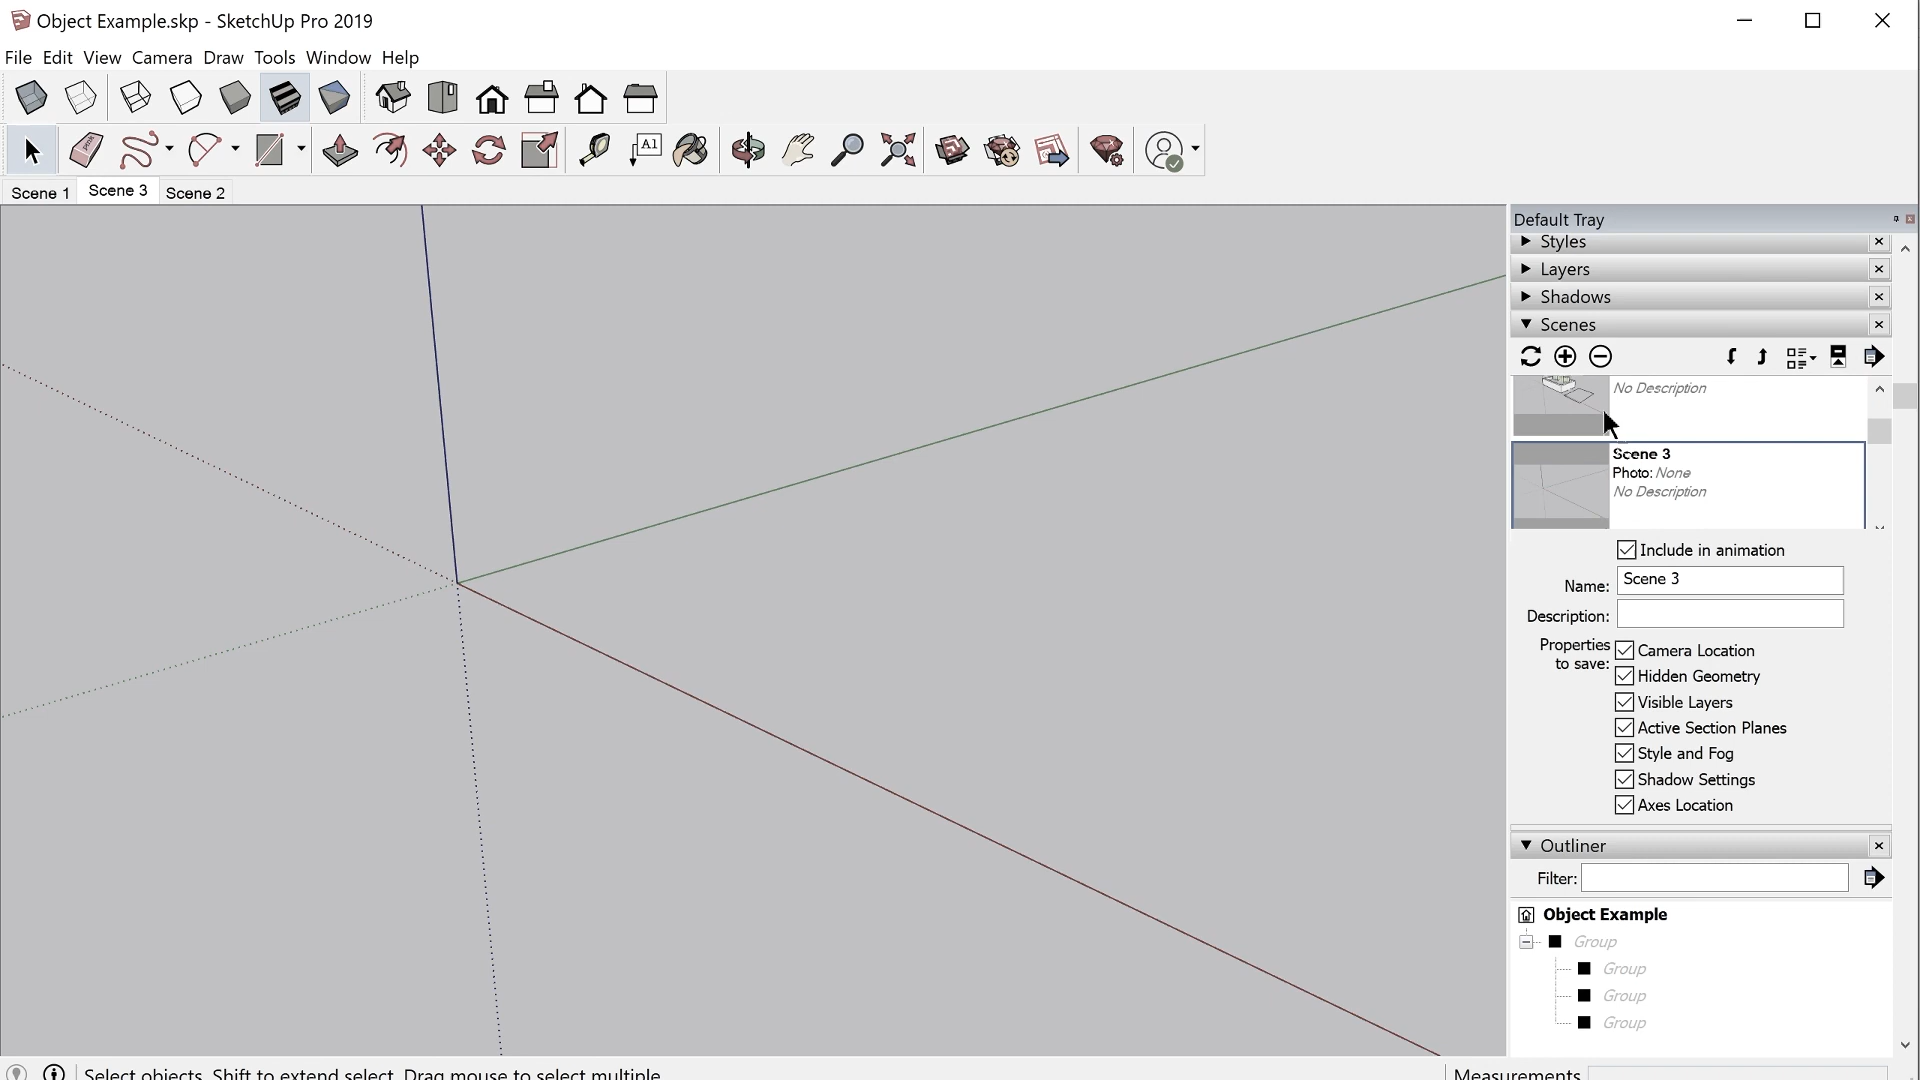 Object Example.skp - SketchUp Pro 2019
File Edit View Camera Draw Tools Window Help
A1
Scene 1 Scene 3 Scene 2
Default Tray
Styles
Layers
Shadows
Scenes
No Description
Scene 3
Photo: None
No Description
Include in animation
Name: Scene 3
Description:
Properties to save:
Camera Location
Hidden Geometry
Visible Layers
Active Section Planes
Style and Fog
Shadow Settings
Axes Location
Outliner
Filter:
Object Example
Group
Group
Group
Group
Select objects. Shift to extend select. Drag mouse to select multiple.
Measurements